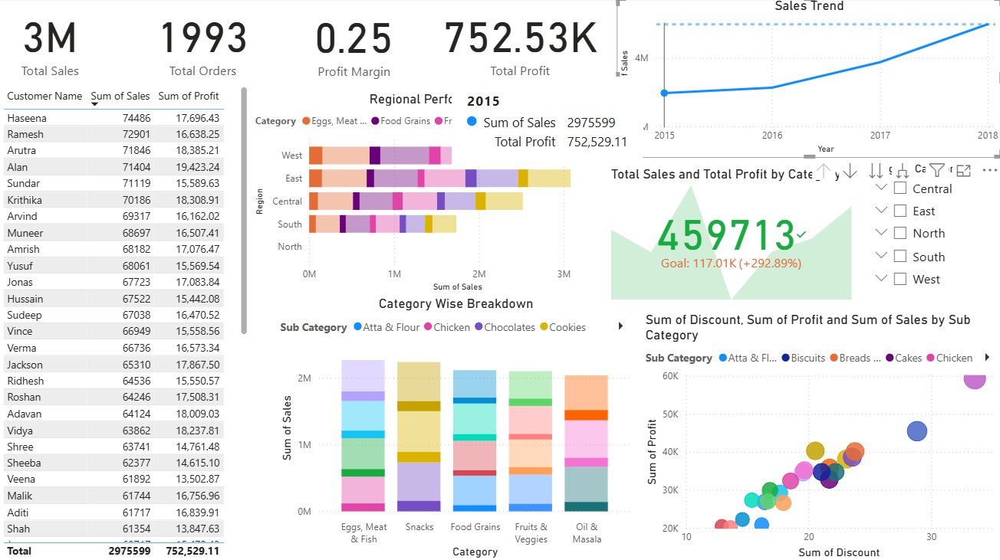 3M
Total Sales
1993
Total Orders
0.25
Profit Margin
752.53K
Total Profit
Customer Name Sum of Sales Sum of Profit
Haseena 74486 17,696.43
Ramesh 72901 16,638.25
Arutra 71846 18,385.21
Alan 71404 19,423.24
Sundar 71119 15,589.63
Krithika 70186 18,308.91
Arvind 69317 16,162.02
Muneer 68697 16,507.41
Amrish 68182 17,076.47
Yusuf 68061 15,569.54
Jonas 67723 17,083.84
Hussain 67522 15,442.08
Sudeep 67038 16,470.52
Vince 66949 15,558.56
Verma 66736 16,573.34
Jackson 65310 17,867.50
Ridhesh 64536 15,550.57
Roshan 64246 17,508.31
Adavan 64124 18,009.03
Vidya 63862 18,237.81
Shree 63741 14,761.48
Sheeba 62377 14,615.10
Veena 61892 13,502.87
Malik 61744 16,756.96
Aditi 61717 16,839.91
Shah 61354 13,847.63
Total 2975599 752,529.11
Regional Perfc
Category Eggs, Meat ... Food Grains Fr
Region
West
East
Central
South
North
0M 1M 2M 3M
Sum of Sales
2015
Sum of Sales 2975599
Total Profit 752,529.11
Category Wise Breakdown
Sub Category Atta & Flour Chicken Chocolates Cookies
Sum of Sales
2M
1M
0M
Eggs, Meat & Fish
Snacks
Food Grains
Fruits & Veggies
Oil & Masala
Category
Sales Trend
f Sales
4M
M
2015 2016 2017 2018
Year
Total Sales and Total Profit by Cate
459713
Goal: 117.01K (+292.89%)
Central
East
North
South
West
Sum of Discount, Sum of Profit and Sum of Sales by Sub
Category
Sub Category Atta & Fl... Biscuits Breads ... Cakes Chicken
Sum of Profit
60K
50K
40K
30K
20K
10 20 30
Sum of Discount